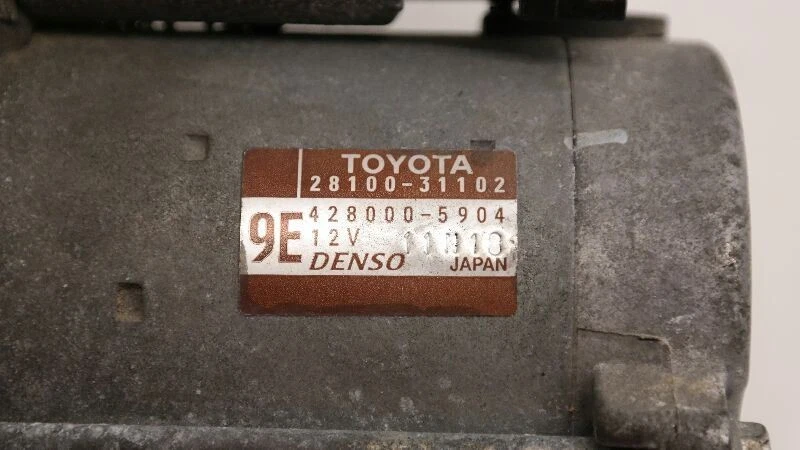 TOYOTA
28100-31102
9E
428000-5904
12V
DENSO JAPAN